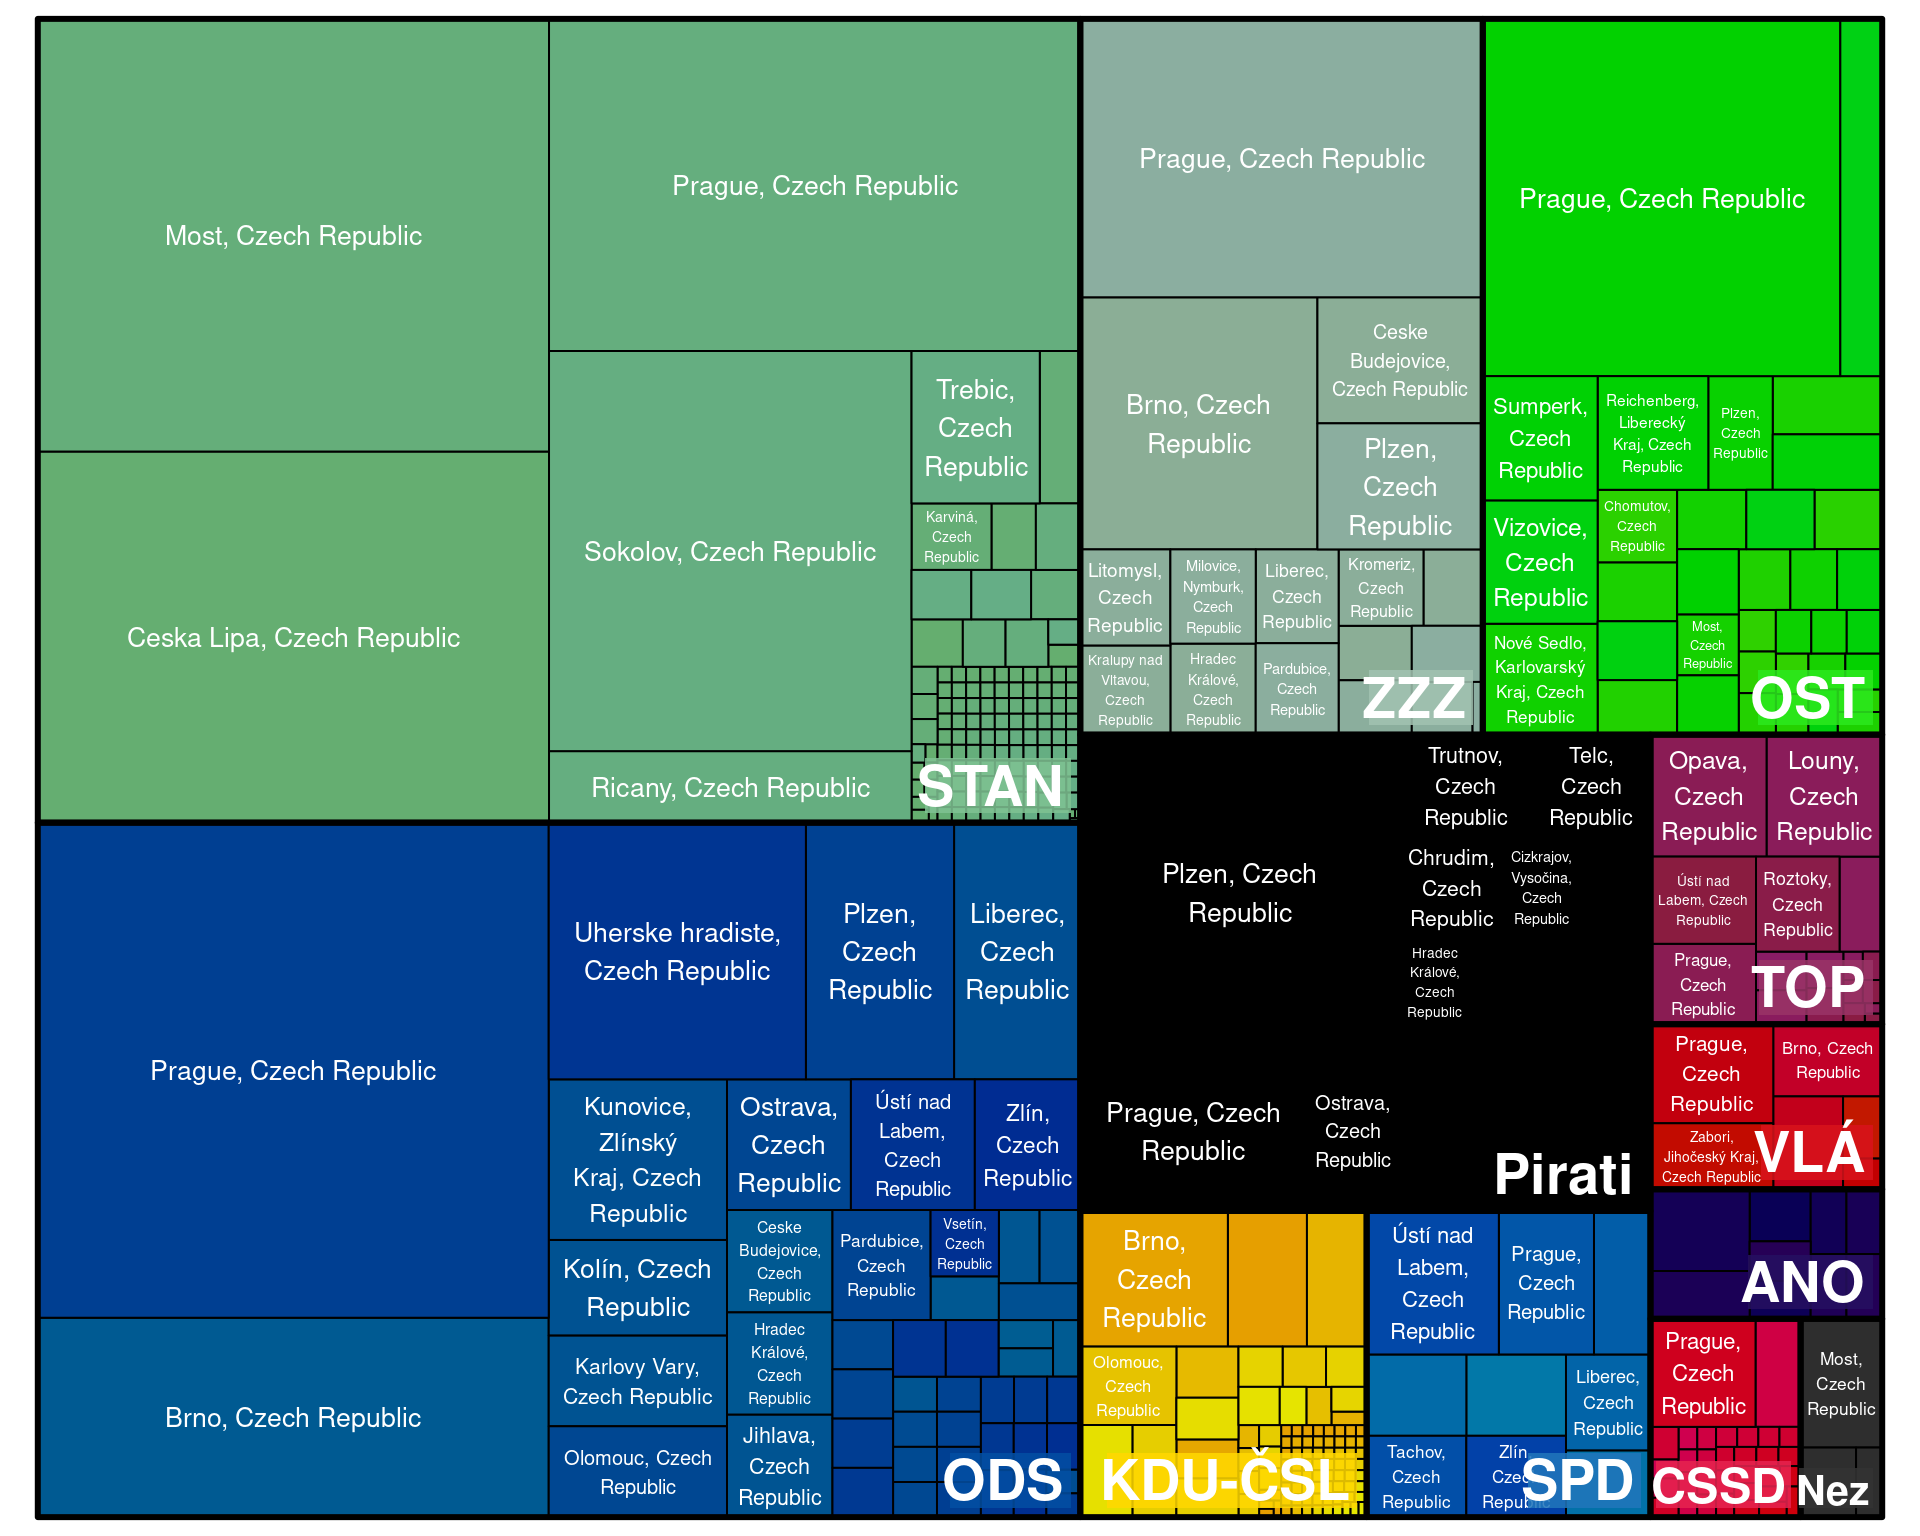 Most, Czech Republic
Ceska Lipa, Czech Republic
Prague, Czech Republic
Sokolov, Czech Republic
Ricany, Czech Republic
Trebic,
Czech
Republic
Karviná,
Czech
Republic
STAN
Prague, Czech Republic
Brno, Czech
Republic
Ceske
Budejovice,
Czech Republic
Plzen,
Czech
Republic
Litomysl,
Czech
Republic
Milovice,
Nymburk,
Czech
Republic
Liberec,
Czech
Republic
Kromeriz,
Czech
Republic
Kralupy nad
Vltavou,
Czech
Republic
Hradec
Králové,
Czech
Republic
Pardubice,
Czech
Republic
ZZZ
Prague, Czech Republic
Sumperk,
Czech
Republic
Reichenberg,
Liberecký
Kraj, Czech
Republic
Plzen,
Czech
Republic
Vizovice,
Czech
Republic
Chomutov,
Czech
Republic
Nové Sedlo,
Karlovarský
Kraj, Czech
Republic
Most,
Czech
Republic
OST
Prague, Czech Republic
Brno, Czech Republic
Uherske hradiste,
Czech Republic
Plzen,
Czech
Republic
Liberec,
Czech
Republic
Kunovice,
Zlínský
Kraj, Czech
Republic
Kolín, Czech
Republic
Karlovy Vary,
Czech Republic
Olomouc, Czech
Republic
Ostrava,
Czech
Republic
Ústí nad
Labem,
Czech
Republic
Zlín,
Czech
Republic
Ceske
Budejovice,
Czech
Republic
Pardubice,
Czech
Republic
Vsetín,
Czech
Republic
Hradec
Králové,
Czech
Republic
Jihlava,
Czech
Republic
ODS
Plzen, Czech
Republic
Prague, Czech
Republic
Ostrava,
Czech
Republic
Trutnov,
Czech
Republic
Telc,
Czech
Republic
Chrudim,
Czech
Republic
Cizkrajov,
Vysočina,
Czech
Republic
Hradec
Králové,
Czech
Republic
Pirati
Opava,
Czech
Republic
Louny,
Czech
Republic
Ústí nad
Labem, Czech
Republic
Roztoky,
Czech
Republic
Prague,
Czech
Republic
TOP
Prague,
Czech
Republic
Brno, Czech
Republic
Zabori,
Jihočeský Kraj,
Czech Republic
VLÁ
ANO
Brno,
Czech
Republic
Olomouc,
Czech
Republic
KDU-ČSL
Ústí nad
Labem,
Czech
Republic
Prague,
Czech
Republic
Liberec,
Czech
Republic
Tachov,
Czech
Republic
Zlín,
Czech
Republic
SPD
Prague,
Czech
Republic
CSSD
Most,
Czech
Republic
Nez